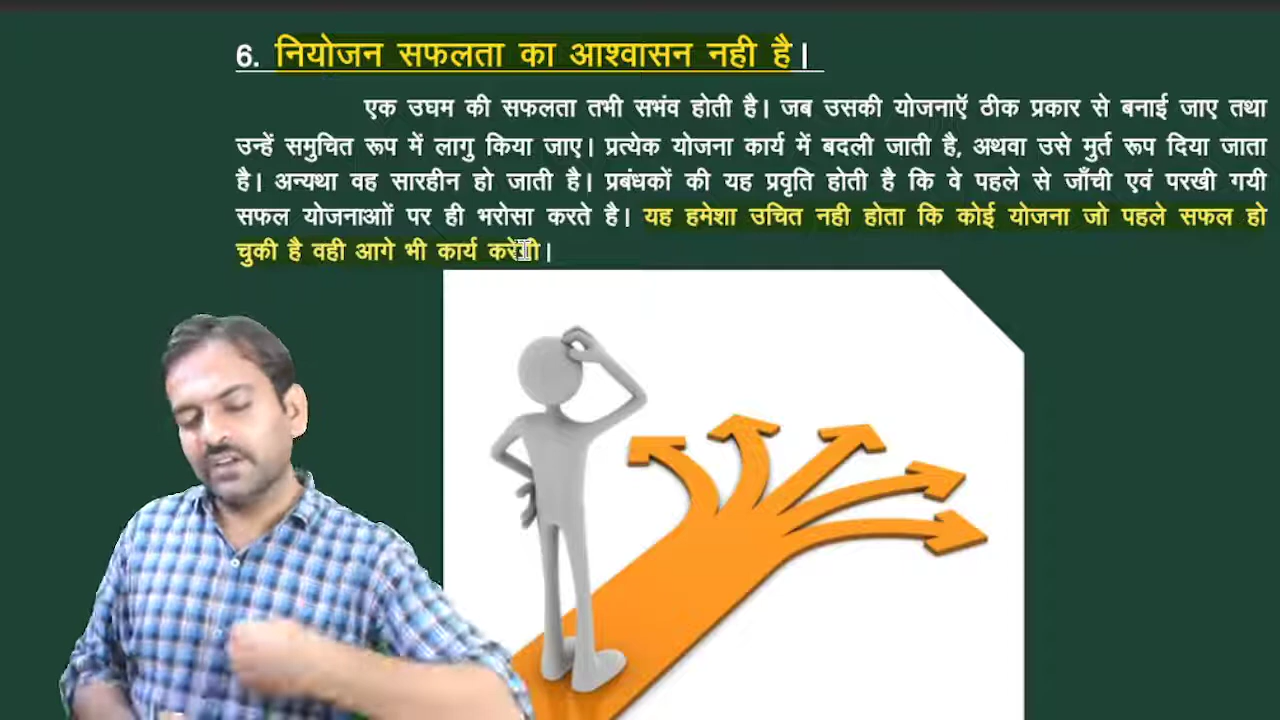 6. नियोजन सफलता का आश्वासन नही है|
एक उघम की सफलता तभी सभंव होती है| जब उसकी योजनाऍ ठीक प्रकार से बनाई जाए तथा
उन्हें समुचित रूप में लागु किया जाए| प्रत्येक योजना कार्य में बदली जाती है, अथवा उसे मुर्त रूप दिया जाता
है| अन्यथा वह सारहीन हो जाती है| प्रबंधकों की यह प्रवृति होती है कि वे पहले से जाँची एवं परखी गयी
सफल योजनाओं पर ही भरोसा करते है| यह हमेशा उचित नही होता कि कोई योजना जो पहले सफल हो
चुकी है वही आगे भी कार्य करेगी|